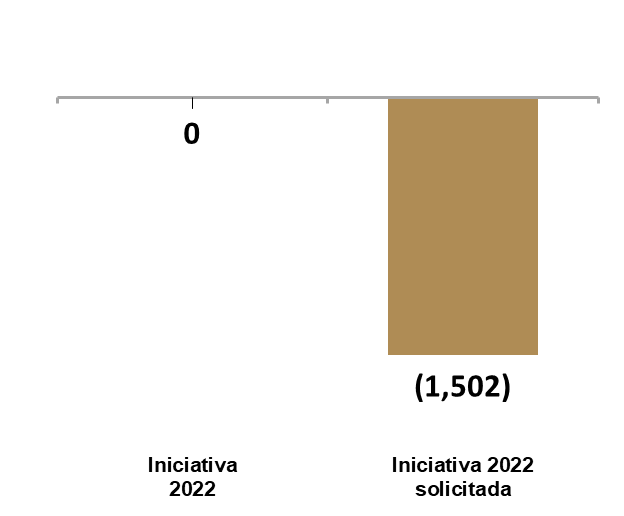 0
(1,502)
Iniciativa
2022
Iniciativa 2022
solicitada